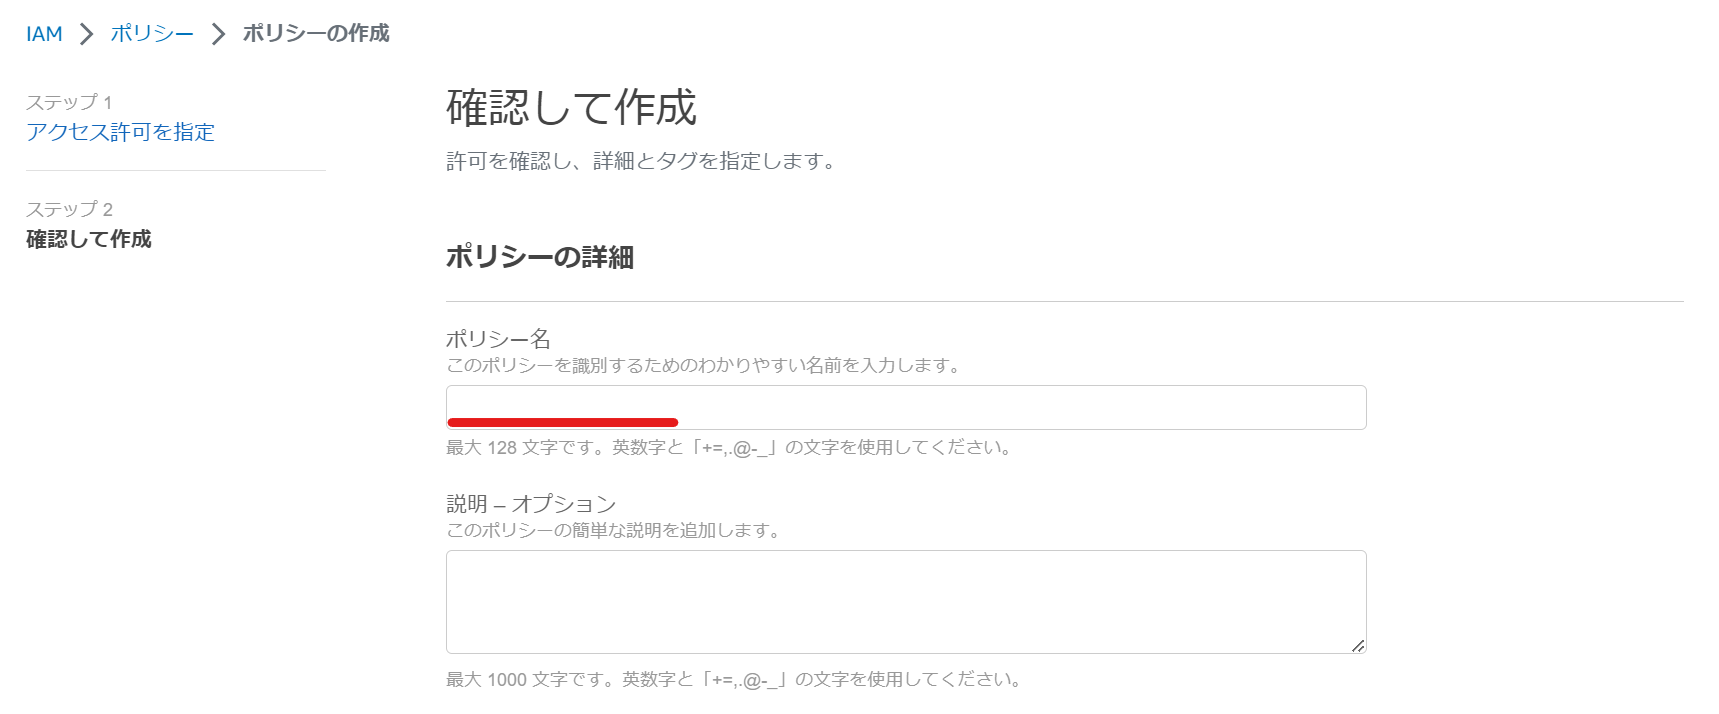 IAM > ポリシー > ポリシーの作成
ステップ 1
アクセス許可を指定
ステップ 2
確認して作成
確認して作成
許可を確認し、詳細とタグを指定します。
ポリシーの詳細
ポリシー名
このポリシーを識別するためのわかりやすい名前を入力します。
最大 128 文字です。英数字と「+=,.@-_」の文字を使用してください。
説明 – オプション
このポリシーの簡単な説明を追加します。
最大 1000 文字です。英数字と「+=,.@-_」の文字を使用してください。